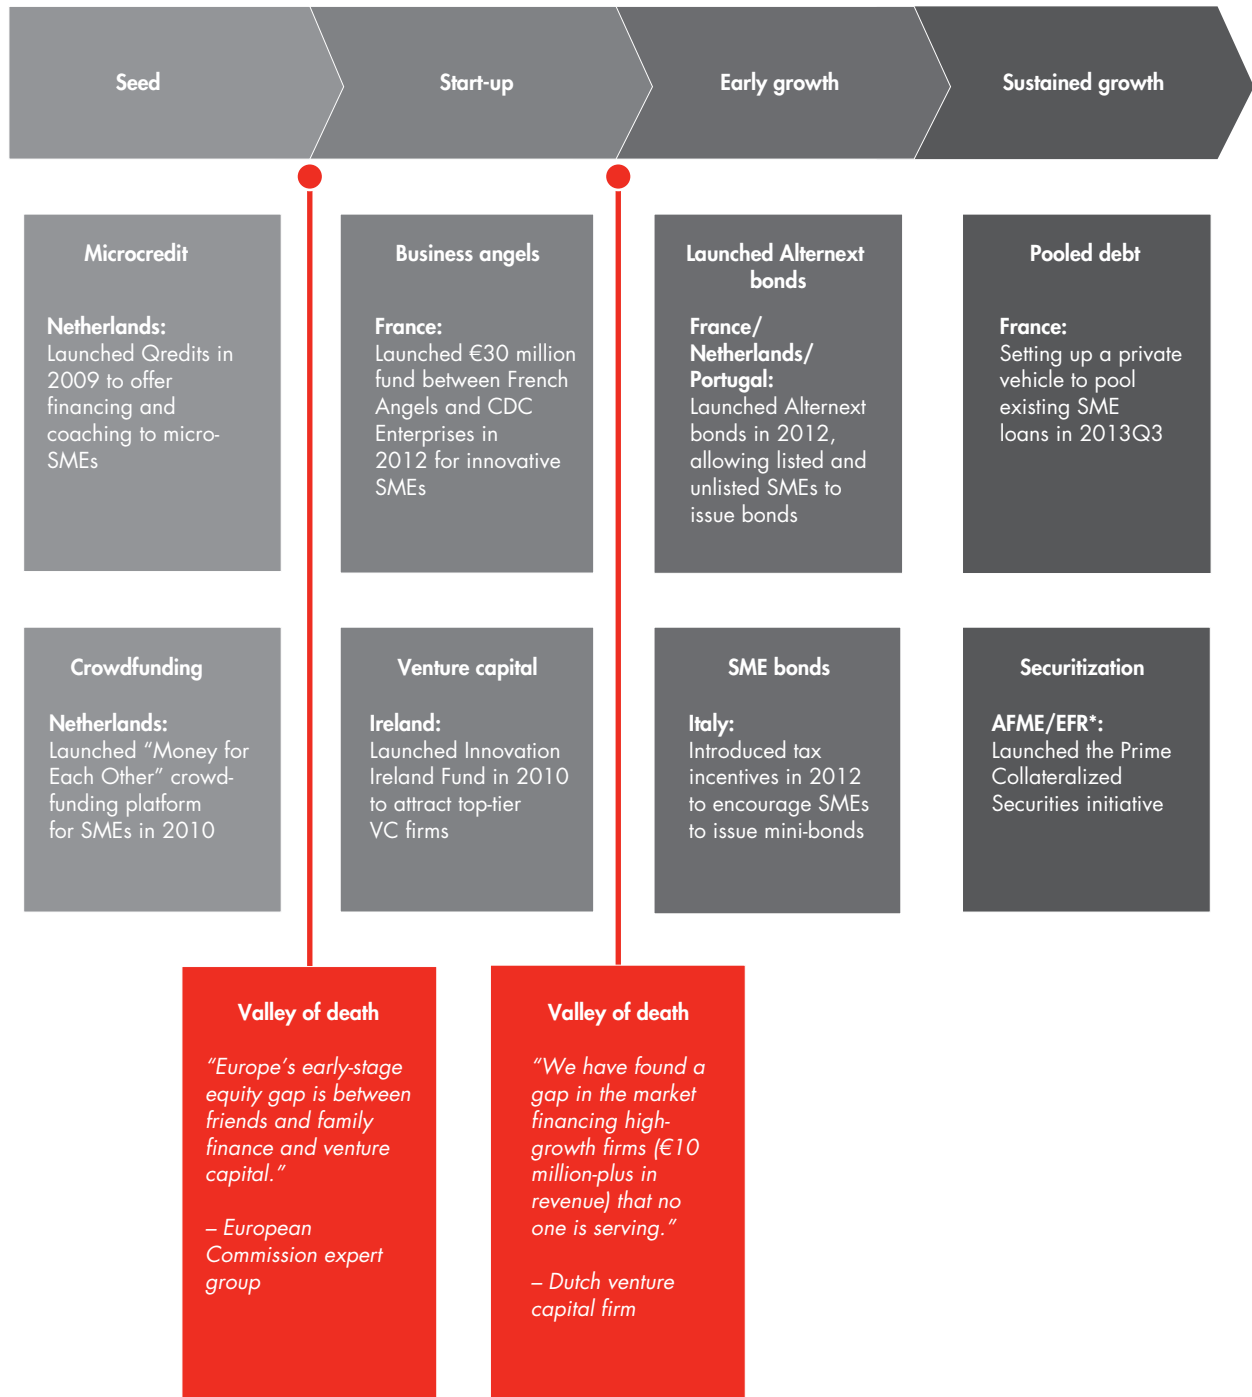 Seed
Start-up
Early growth
Sustained growth
Microcredit
Netherlands:
Launched Qredits in
2009 to offer
financing and
coaching to micro-
SMEs
Business angels
France:
Launched €30 million
fund between French
Angels and CDC
Enterprises in
2012 for innovative
SMEs
Launched Alternext
bonds
France/
Netherlands/
Portugal:
Launched Alternext
bonds in 2012,
allowing listed and
unlisted SMEs to
issue bonds
Pooled debt
France:
Setting up a private
vehicle to pool
existing SME
loans in 2013Q3
Crowdfunding
Netherlands:
Launched “Money for
Each Other” crowd-
funding platform
for SMEs in 2010
Venture capital
Ireland:
Launched Innovation
Ireland Fund in 2010
to attract top-tier
VC firms
SME bonds
Italy:
Introduced tax
incentives in 2012
to encourage SMEs
to issue mini-bonds
Securitization
AFME/EFR*:
Launched the Prime
Collateralized
Securities initiative
Valley of death
“Europe’s early-stage
equity gap is between
friends and family
finance and venture
capital.”
– European
Commission expert
group
Valley of death
“We have found a
gap in the market
financing high-
growth firms (€10
million-plus in
revenue) that no
one is serving.”
– Dutch venture
capital firm